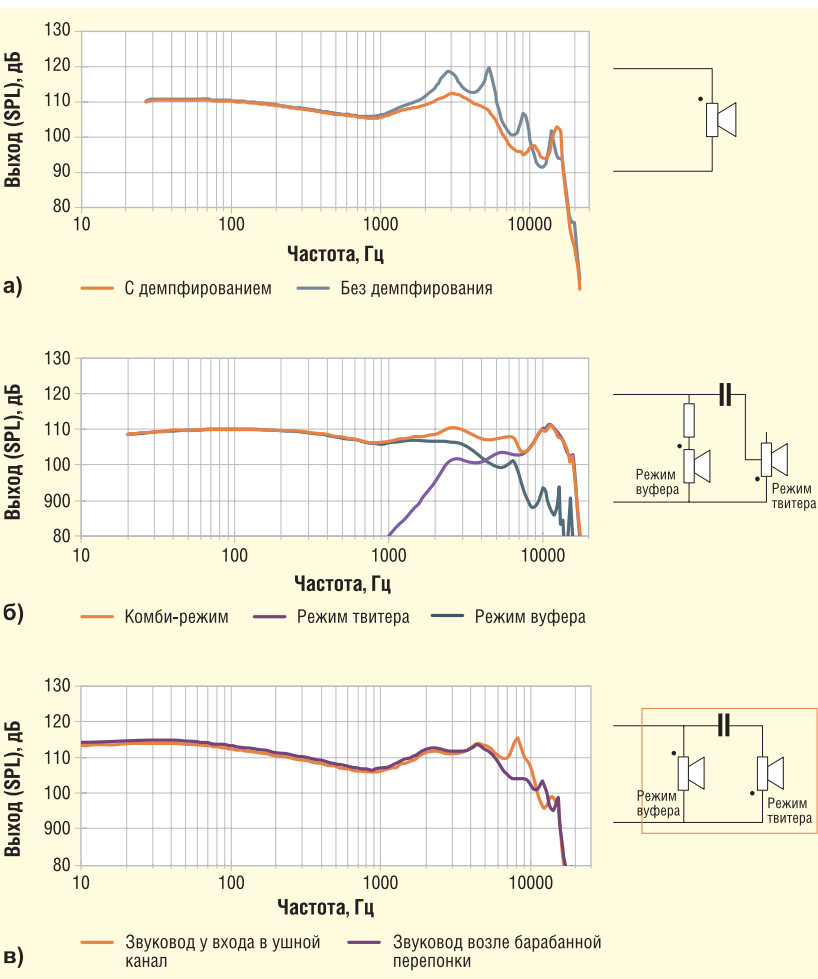 130
120
110
100
90
80
Выход (SPL), дБ
10
100
1000
10000
Частота, Гц
а)
С демпфированием
Без демпфирования
130
120
110
100
900
80
Выход (SPL), дБ
10
100
1000
10000
Частота, Гц
Режим
вуфера
Режим
твитера
б)
Комби-режим
Режим твитера
Режим вуфера
130
120
110
100
900
80
Выход (SPL), дБ
10
100
1000
10000
Частота, Гц
Режим
вуфера
Режим
твитера
в)
Звуковод у входа в ушной
канал
Звуковод возле барабанной
перепонки